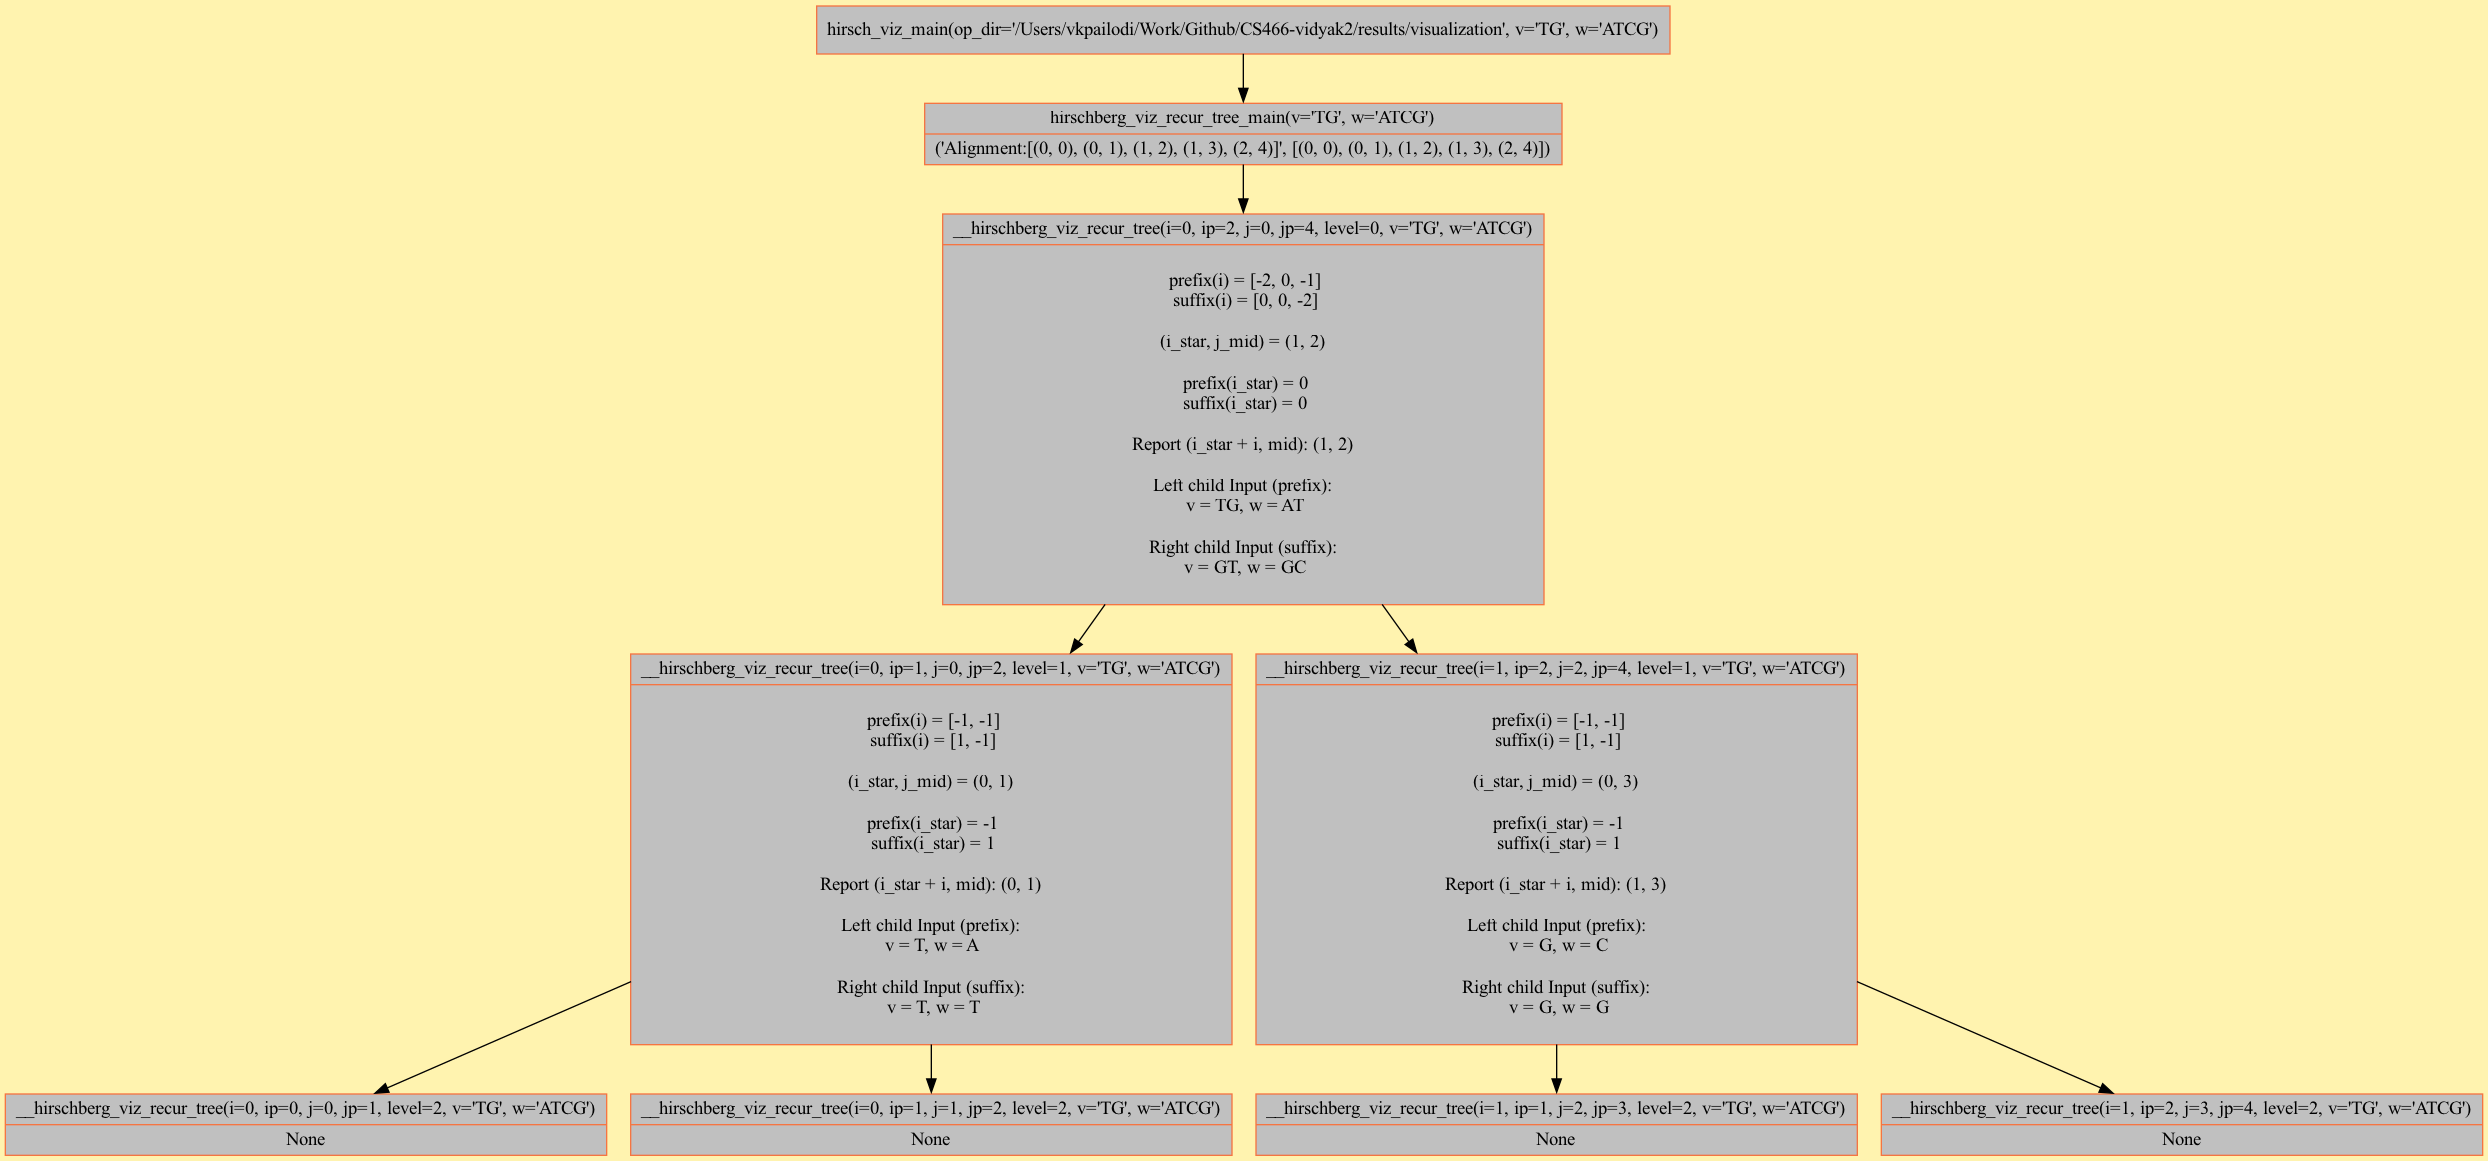 hirsch_viz_main(op_dir='/Users/vkpailodi/Work/Github/CS466-vidyak2/results/visualization', v='TG', w='ATCG')
hirschberg_viz_recur_tree_main(v='TG', w='ATCG')
('Alignment:[(0, 0), (0, 1), (1, 2), (1, 3), (2, 4)]', [(0, 0), (0, 1), (1, 2), (1, 3), (2, 4)])
__hirschberg_viz_recur_tree(i=0, ip=2, j=0, jp=4, level=0, v='TG', w='ATCG')
prefix(i) = [-2, 0, -1]
suffix(i) = [0, 0, -2]
(i_star, j_mid) = (1, 2)
prefix(i_star) = 0
suffix(i_star) = 0
Report (i_star + i, mid): (1, 2)
Left child Input (prefix):
v = TG, w = AT
Right child Input (suffix):
v = GT, w = GC
__hirschberg_viz_recur_tree(i=0, ip=1, j=0, jp=2, level=1, v='TG', w='ATCG')
prefix(i) = [-1, -1]
suffix(i) = [1, -1]
(i_star, j_mid) = (0, 1)
prefix(i_star) = -1
suffix(i_star) = 1
Report (i_star + i, mid): (0, 1)
Left child Input (prefix):
v = T, w = A
Right child Input (suffix):
v = T, w = T
__hirschberg_viz_recur_tree(i=1, ip=2, j=2, jp=4, level=1, v='TG', w='ATCG')
prefix(i) = [-1, -1]
suffix(i) = [1, -1]
(i_star, j_mid) = (0, 3)
prefix(i_star) = -1
suffix(i_star) = 1
Report (i_star + i, mid): (1, 3)
Left child Input (prefix):
v = G, w = C
Right child Input (suffix):
v = G, w = G
__hirschberg_viz_recur_tree(i=0, ip=0, j=0, jp=1, level=2, v='TG', w='ATCG')
None
__hirschberg_viz_recur_tree(i=0, ip=1, j=1, jp=2, level=2, v='TG', w='ATCG')
None
__hirschberg_viz_recur_tree(i=1, ip=1, j=2, jp=3, level=2, v='TG', w='ATCG')
None
__hirschberg_viz_recur_tree(i=1, ip=2, j=3, jp=4, level=2, v='TG', w='ATCG')
None